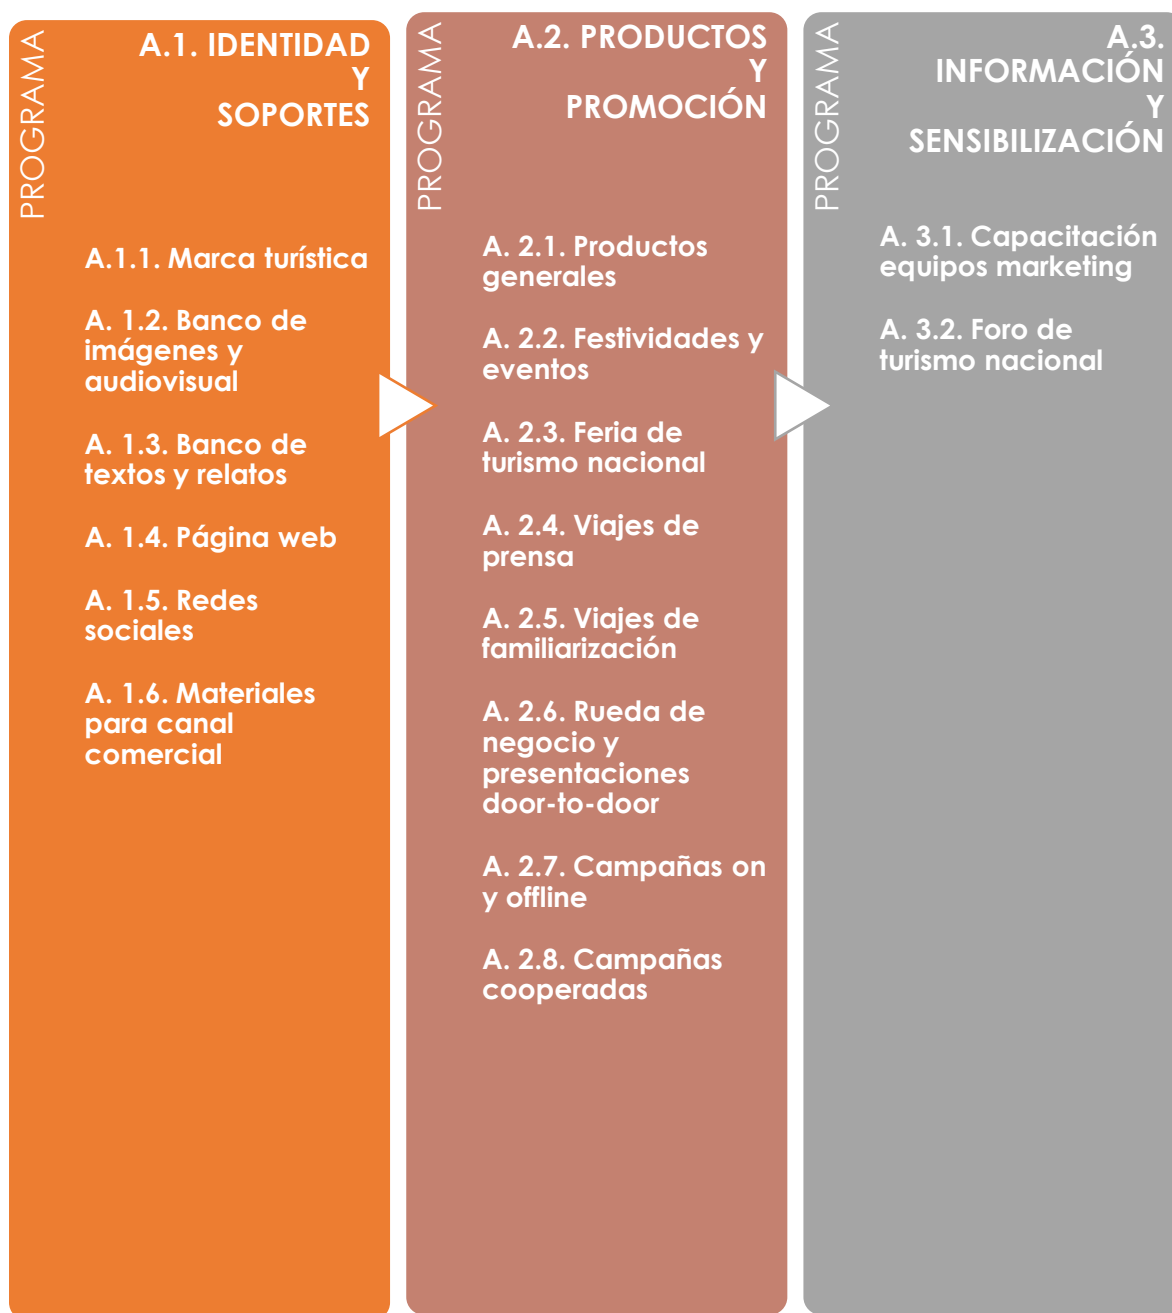 PROGRAMA
A.1. IDENTIDAD
Y
SOPORTES
A.1.1. Marca turística
A. 1.2. Banco de
imágenes y
audiovisual
A. 1.3. Banco de
textos y relatos
A. 1.4. Página web
A. 1.5. Redes
sociales
A. 1.6. Materiales
para canal
comercial
PROGRAMA
A.2. PRODUCTOS
Y
PROMOCIÓN
A. 2.1. Productos
generales
A. 2.2. Festividades y
eventos
A. 2.3. Feria de
turismo nacional
A. 2.4. Viajes de
prensa
A. 2.5. Viajes de
familiarización
A. 2.6. Rueda de
negocio y
presentaciones
door-to-door
A. 2.7. Campañas on
y offline
A. 2.8. Campañas
cooperadas
PROGRAMA
A.3.
INFORMACIÓN
Y
SENSIBILIZACIÓN
A. 3.1. Capacitación
equipos marketing
A. 3.2. Foro de
turismo nacional